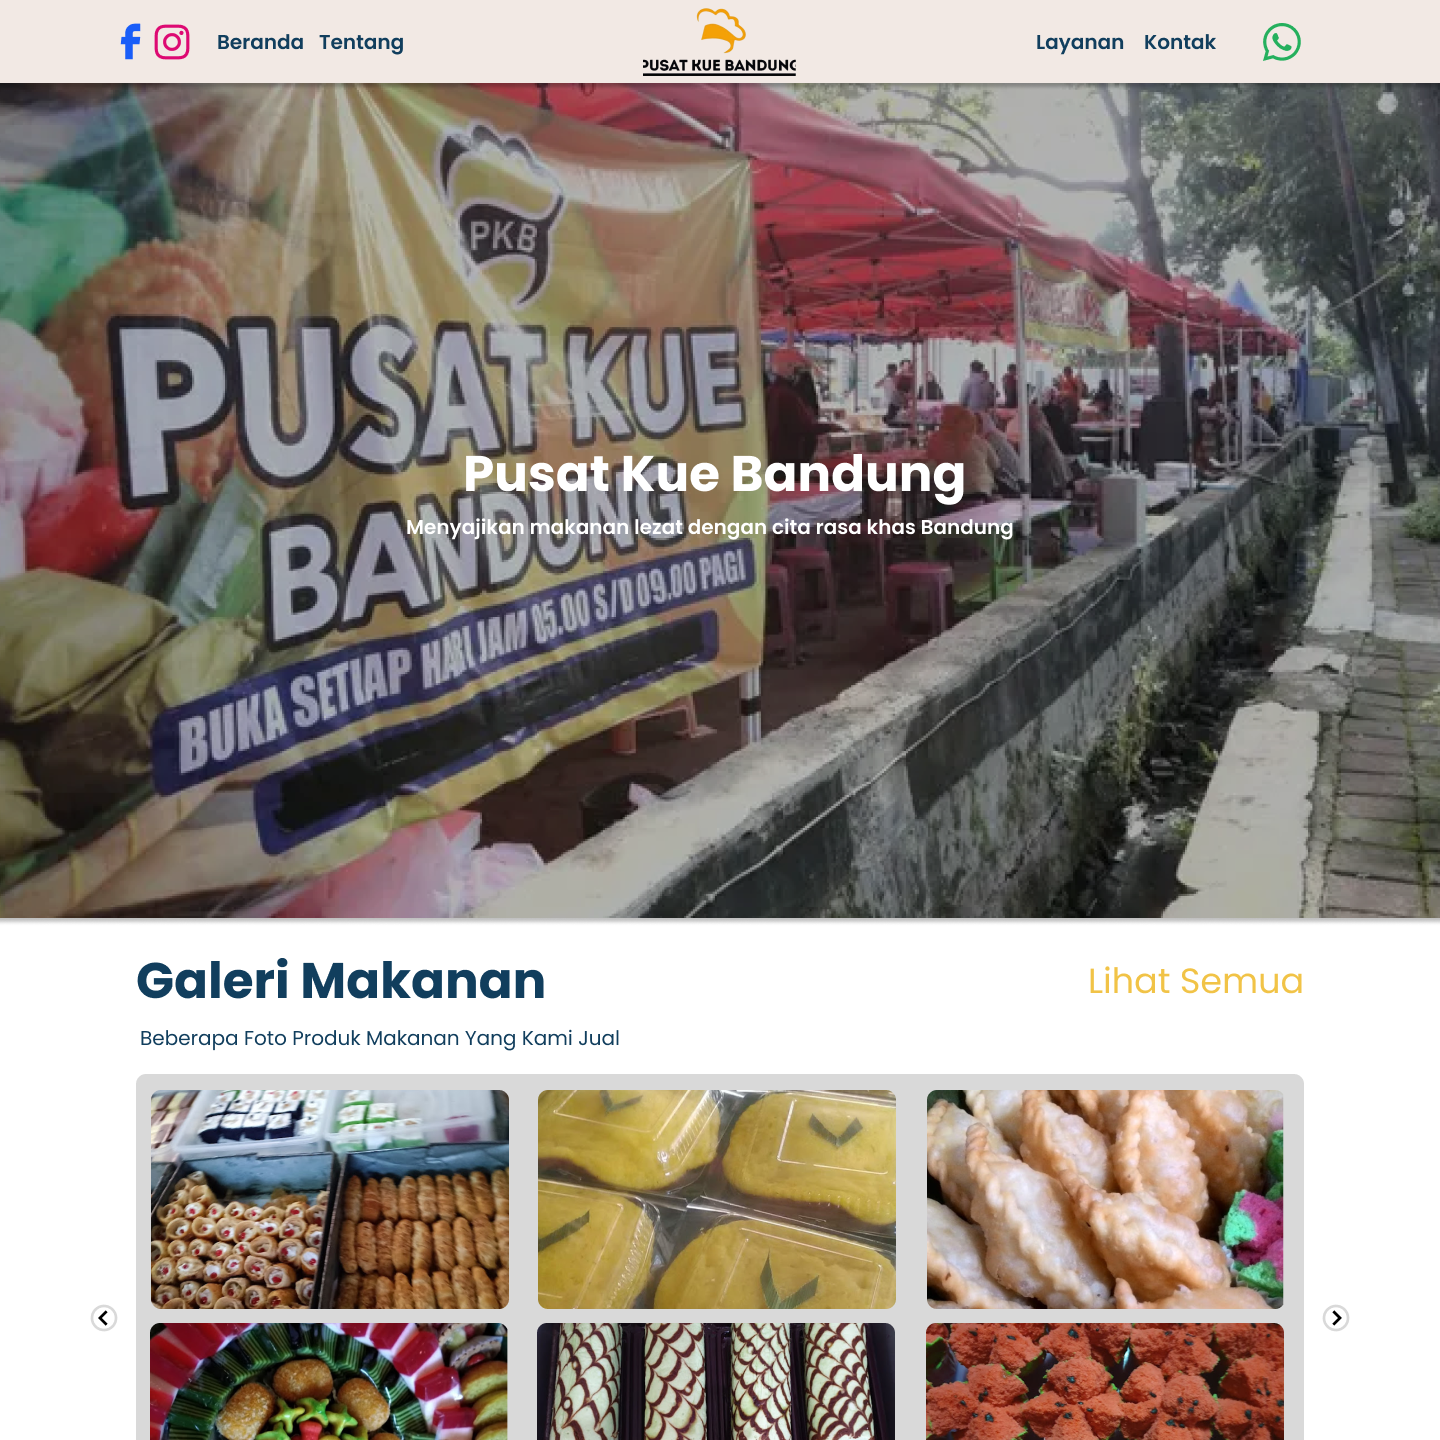 Beranda Tentang
PUSAT KUE BANDUNG
Layanan Kontak
PKB
PUSAT KUE
BANDUNG
BUKA SETIAP HARI JAM 05.00 S/D 09.00 PAGI
Pusat Kue Bandung
Menyajikan makanan lezat dengan cita rasa khas Bandung
Galeri Makanan
Lihat Semua
Beberapa Foto Produk Makanan Yang Kami Jual